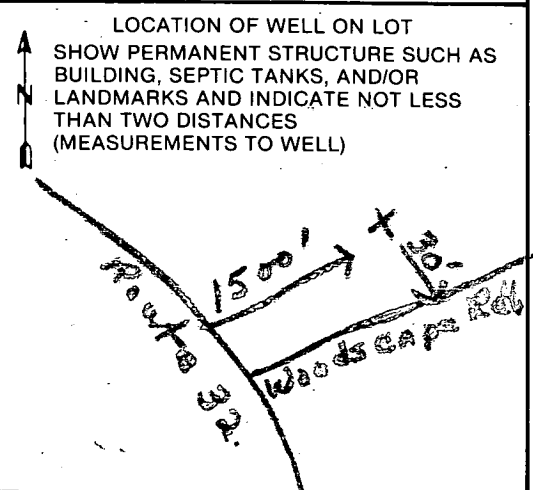 LOCATION OF WELL ON LOT
SHOW PERMANENT STRUCTURE SUCH AS
BUILDING, SEPTIC TANKS, AND/OR
N LANDMARKS AND INDICATE NOT LESS
THAN TWO DISTANCES
(MEASUREMENTS TO WELL)
1500'
X 30'
Route 32
Woodscape Rd